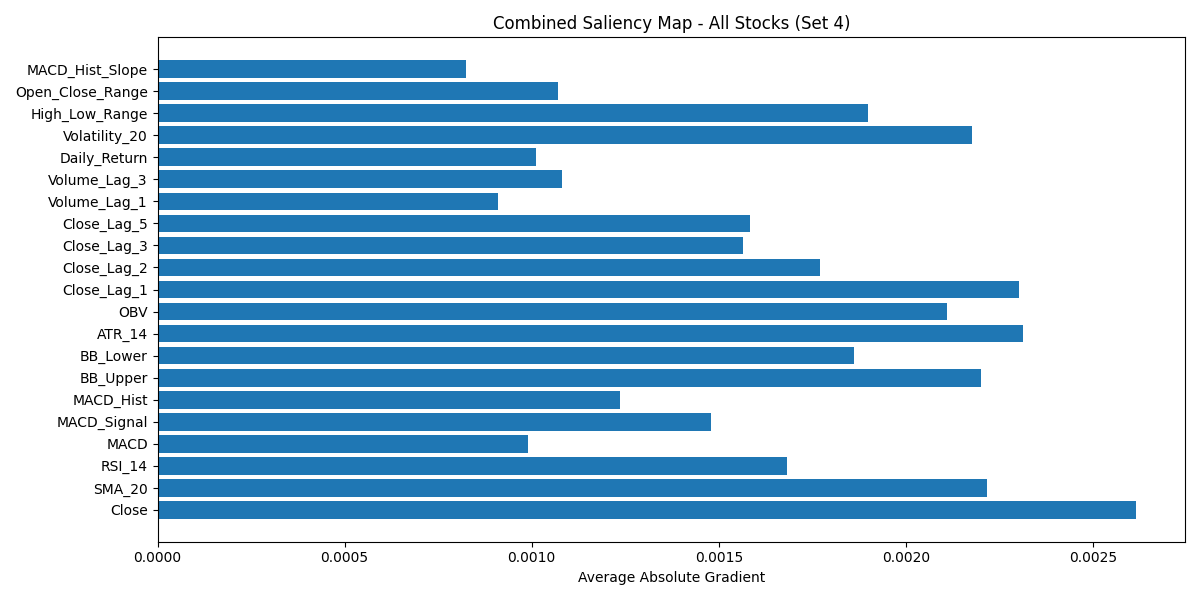 Combined Saliency Map - All Stocks (Set 4)
MACD_Hist_Slope
Open_Close_Range
High_Low_Range
Volatility_20
Daily_Return
Volume_Lag_3
Volume_Lag_1
Close_Lag_5
Close_Lag_3
Close_Lag_2
Close_Lag_1
OBV
ATR_14
BB_Lower
BB_Upper
MACD_Hist
MACD_Signal
MACD
RSI_14
SMA_20
Close
0.0000 0.0005 0.0010 0.0015 0.0020 0.0025
Average Absolute Gradient